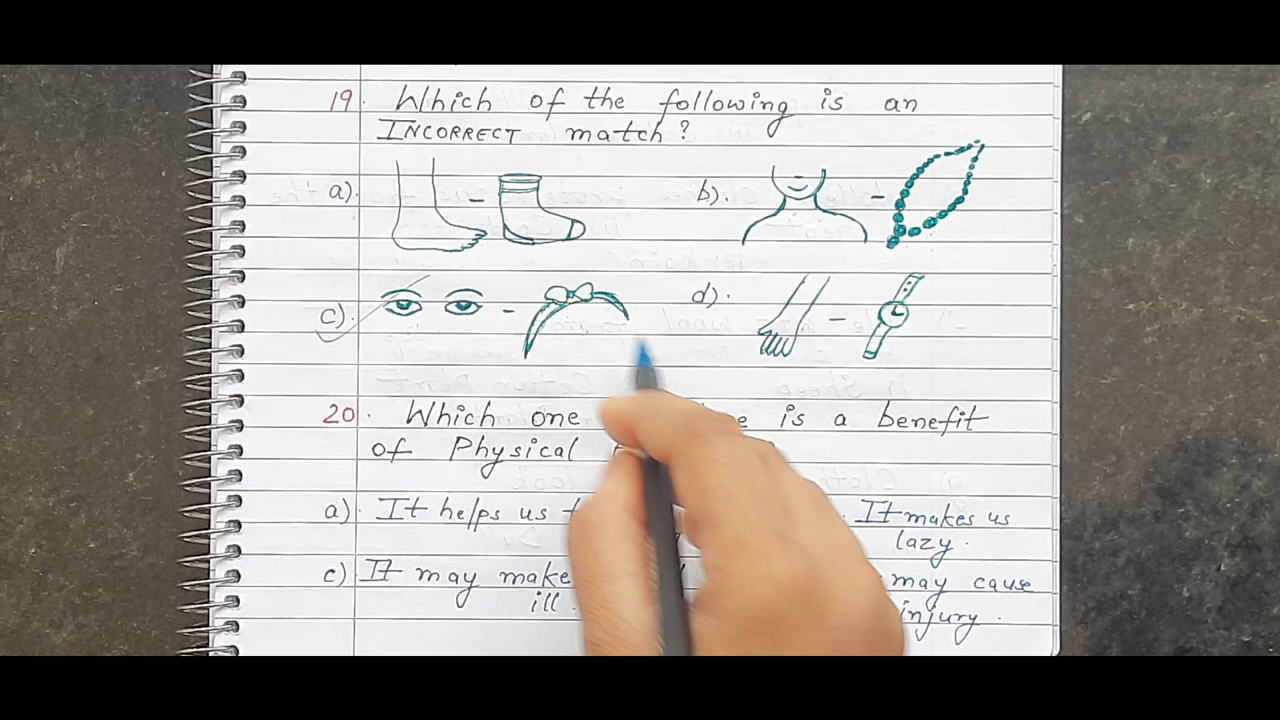 19. Which of the following is an
INCORRECT match?
a). b).
c). d).
20. Which one is a benefit
of Physical
a). It helps us It makes us
lazy.
c) It may make may cause
ill. injury.